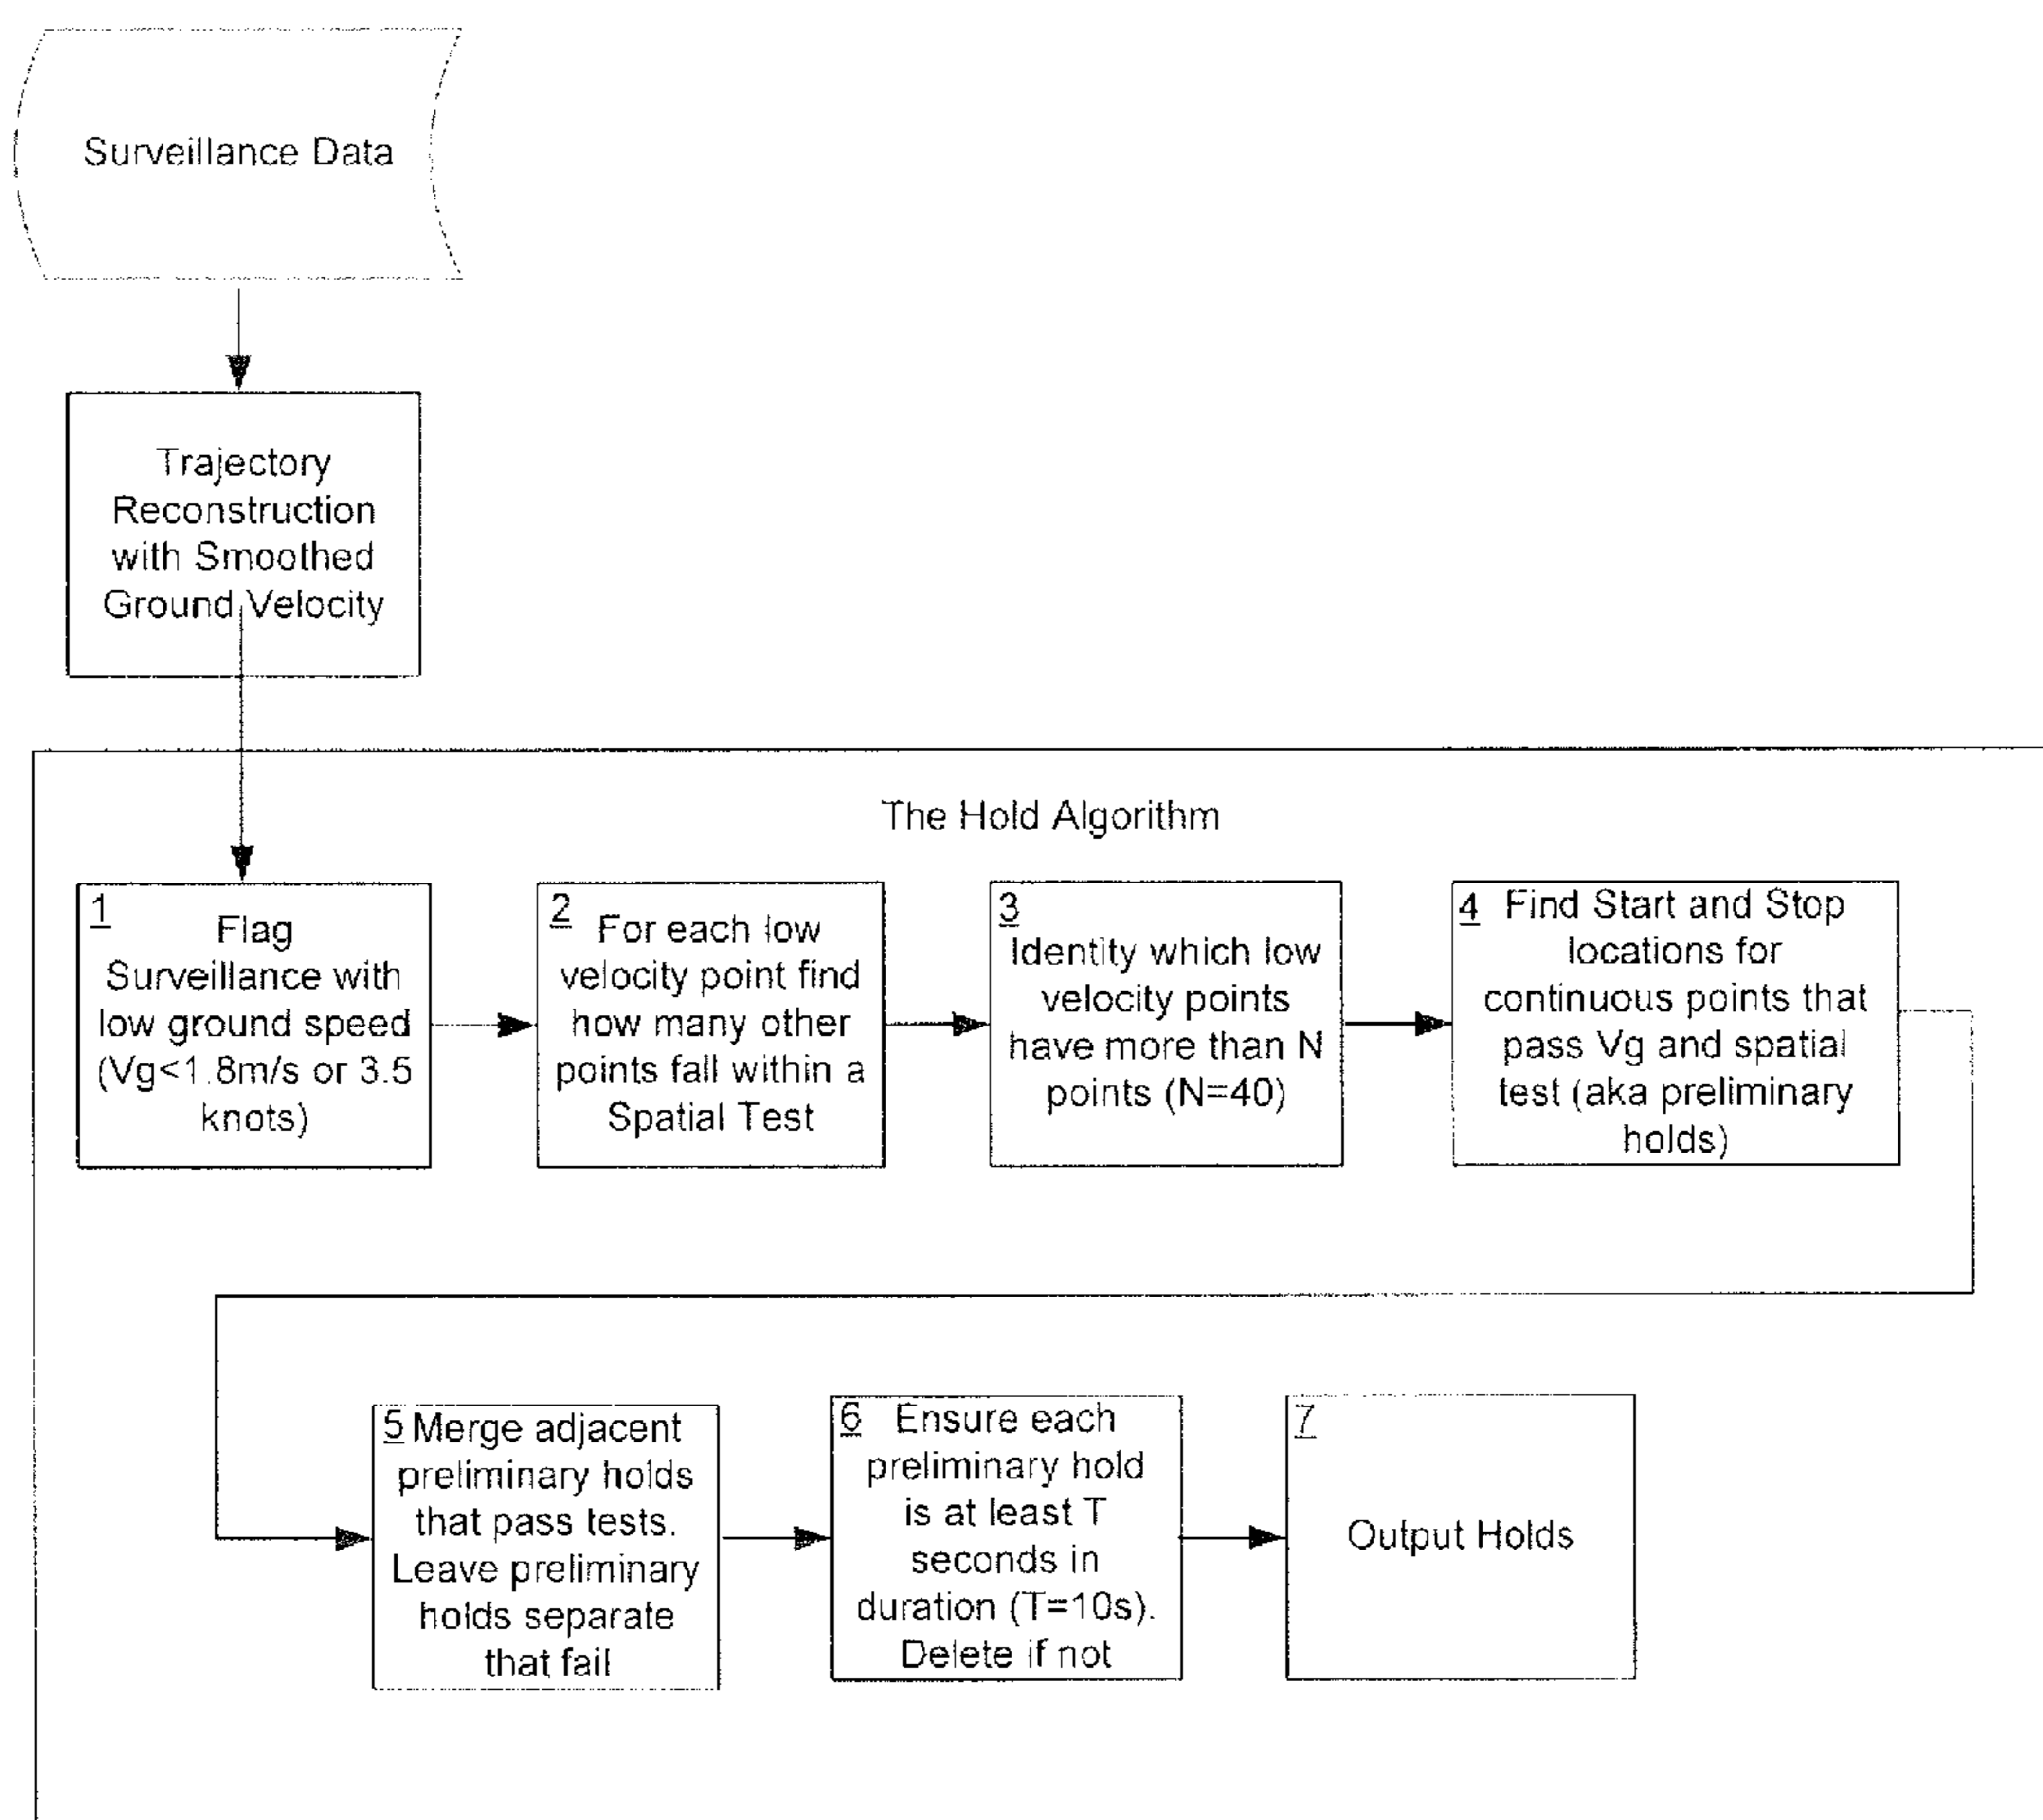 Surveillance Data
Trajectory
Reconstruction
with Smoothed
Ground Velocity
The Hold Algorithm
1
Flag
Surveillance with
low ground speed
(Vg<1.8m/s or 3.5
knots)
2
For each low
velocity point find
how many other
points fall within a
Spatial Test
3
Identity which low
velocity points
have more than N
points (N=40)
4 Find Start and Stop
locations for
continuous points that
pass Vg and spatial
test (aka preliminary
holds)
5 Merge adjacent
preliminary holds
that pass tests.
Leave preliminary
holds separate
that fail
6 Ensure each
preliminary hold
is at least T
seconds in
duration (T=10s).
Delete if not
7
Output Holds